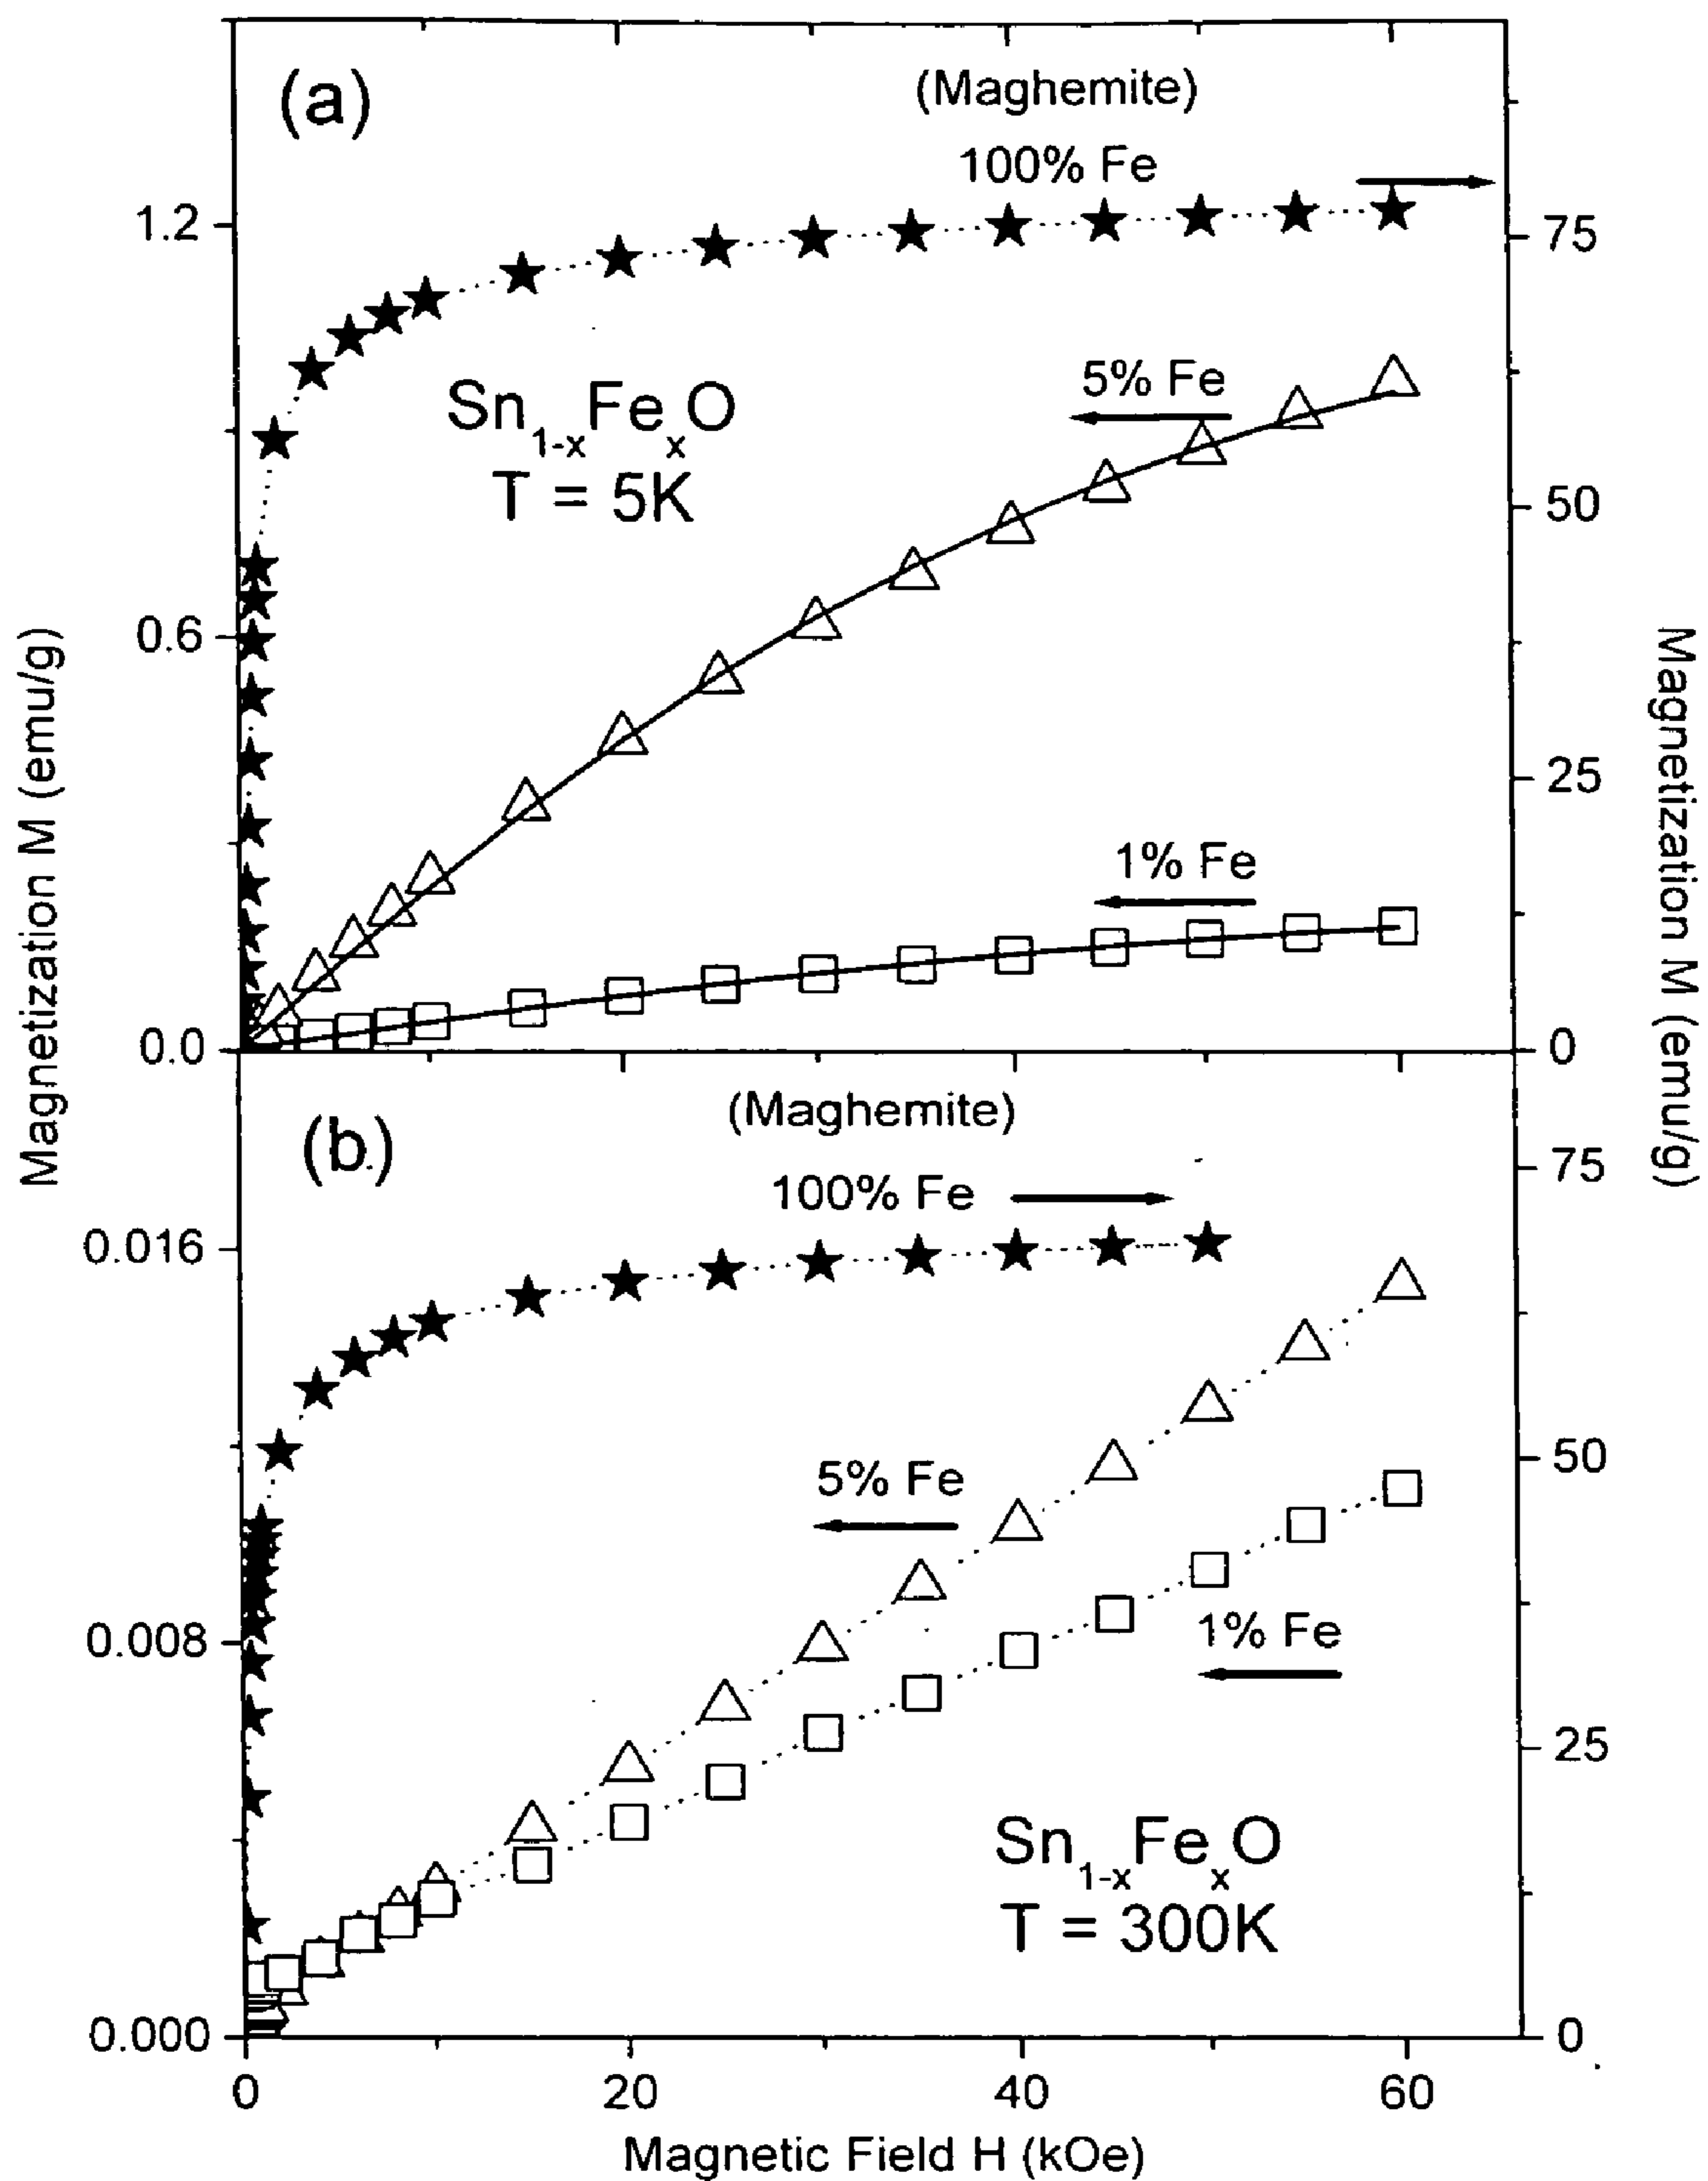 (a)
(Maghemite)
100% Fe
1.2
75
5% Fe
Sn1-xFexO
T = 5K
50
0.6
Magnetization M (emu/g)
Magnetization M (emu/g)
25
1% Fe
0.0
0
(Maghemite)
(b)
75
100% Fe
0.016
50
5% Fe
0.008
1% Fe
25
Sn1-xFexO
T = 300K
0.000
0
0
20
40
60
Magnetic Field H (kOe)